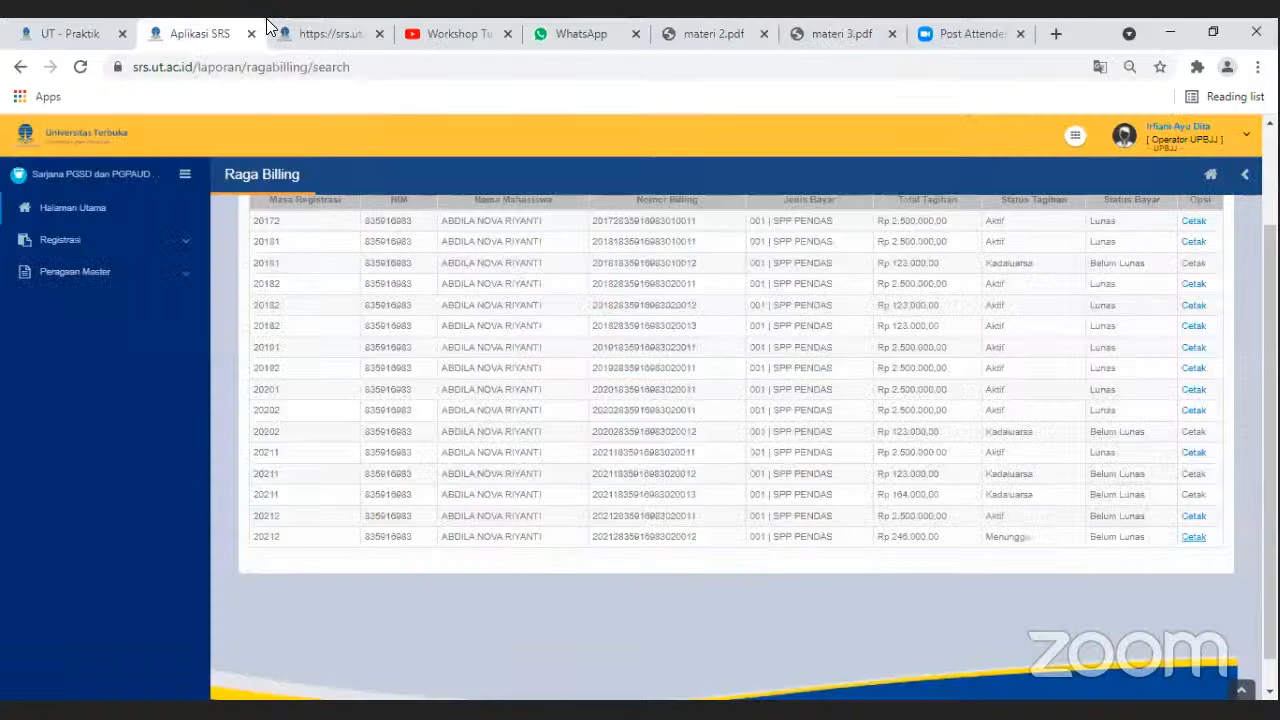 UT - Praktik
Aplikasi SRS
https://srs.ut.
Workshop Tu
WhatsApp
materi 2.pdf
materi 3.pdf
Post Attende
srs.ut.ac.id/laporan/ragabilling/search
Apps
Reading list
Universitas Terbuka
Irfiani Ayu Dita
[ Operator UPBJJ ]
-- UPBJJ --
Sarjana PGSD dan PGPAUD
Raga Billing
Halaman Utama
Registrasi
Peragaan Master
Masa Registrasi NIM Nama Mahasiswa Nomor Billing Jenis Bayar Total Tagihan Status Tagihan Status Bayar Opsi
20172 835916983 ABDILA NOVA RIYANTI 20172835916983010011 001 | SPP PENDAS Rp 2.500.000,00 Aktif Lunas Cetak
20181 835916983 ABDILA NOVA RIYANTI 20181835916983010011 001 | SPP PENDAS Rp 2.500.000,00 Aktif Lunas Cetak
20181 835916983 ABDILA NOVA RIYANTI 20181835916983010012 001 | SPP PENDAS Rp 123.000,00 Kadaluarsa Belum Lunas Cetak
20182 835916983 ABDILA NOVA RIYANTI 20182835916983020011 001 | SPP PENDAS Rp 2.500.000,00 Aktif Lunas Cetak
20182 835916983 ABDILA NOVA RIYANTI 20182835916983020012 001 | SPP PENDAS Rp 123.000,00 Aktif Lunas Cetak
20182 835916983 ABDILA NOVA RIYANTI 20182835916983020013 001 | SPP PENDAS Rp 123.000,00 Aktif Lunas Cetak
20191 835916983 ABDILA NOVA RIYANTI 20191835916983020011 001 | SPP PENDAS Rp 2.500.000,00 Aktif Lunas Cetak
20192 835916983 ABDILA NOVA RIYANTI 20192835916983020011 001 | SPP PENDAS Rp 2.500.000,00 Aktif Lunas Cetak
20201 835916983 ABDILA NOVA RIYANTI 20201835916983020011 001 | SPP PENDAS Rp 2.500.000,00 Aktif Lunas Cetak
20202 835916983 ABDILA NOVA RIYANTI 20202835916983020011 001 | SPP PENDAS Rp 2.500.000,00 Aktif Lunas Cetak
20202 835916983 ABDILA NOVA RIYANTI 20202835916983020012 001 | SPP PENDAS Rp 123.000,00 Kadaluarsa Belum Lunas Cetak
20211 835916983 ABDILA NOVA RIYANTI 20211835916983020011 001 | SPP PENDAS Rp 2.500.000,00 Aktif Lunas Cetak
20211 835916983 ABDILA NOVA RIYANTI 20211835916983020012 001 | SPP PENDAS Rp 123.000,00 Kadaluarsa Belum Lunas Cetak
20211 835916983 ABDILA NOVA RIYANTI 20211835916983020013 001 | SPP PENDAS Rp 164.000,00 Kadaluarsa Belum Lunas Cetak
20212 835916983 ABDILA NOVA RIYANTI 20212835916983020011 001 | SPP PENDAS Rp 2.500.000,00 Aktif Belum Lunas Cetak
20212 835916983 ABDILA NOVA RIYANTI 20212835916983020012 001 | SPP PENDAS Rp 246.000,00 Belum Lunas Cetak
zoom